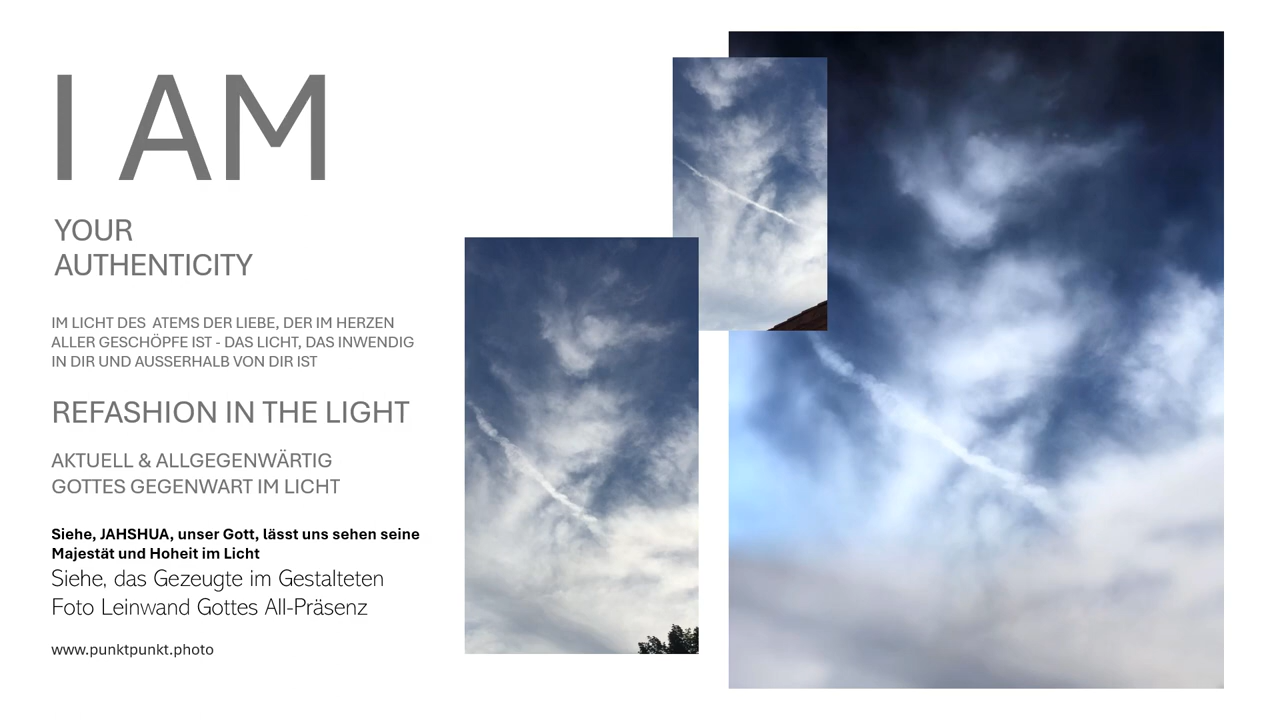 I AM
YOUR
AUTHENTICITY
IM LICHT DES  ATEMS DER LIEBE, DER IM HERZEN
ALLER GESCHÖPFE IST - DAS LICHT, DAS INWENDIG
IN DIR UND AUSSERHALB VON DIR IST
REFASHION IN THE LIGHT
AKTUELL & ALLGEGENWÄRTIG
GOTTES GEGENWART IM LICHT
Siehe, JAHSHUA, unser Gott, lässt uns sehen seine
Majestät und Hoheit im Licht
Siehe, das Gezeugte im Gestalteten
Foto Leinwand Gottes All-Präsenz
www.punktpunkt.photo